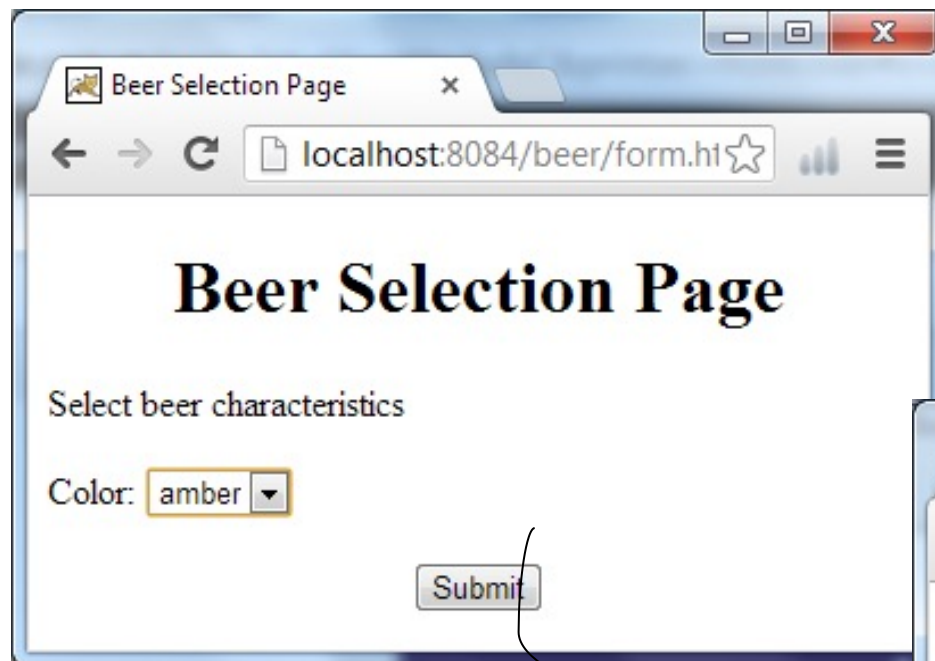 Beer Selection Page
localhost:8084/beer/form.ht
Beer Selection Page
Select beer characteristics
Color: amber
Submit